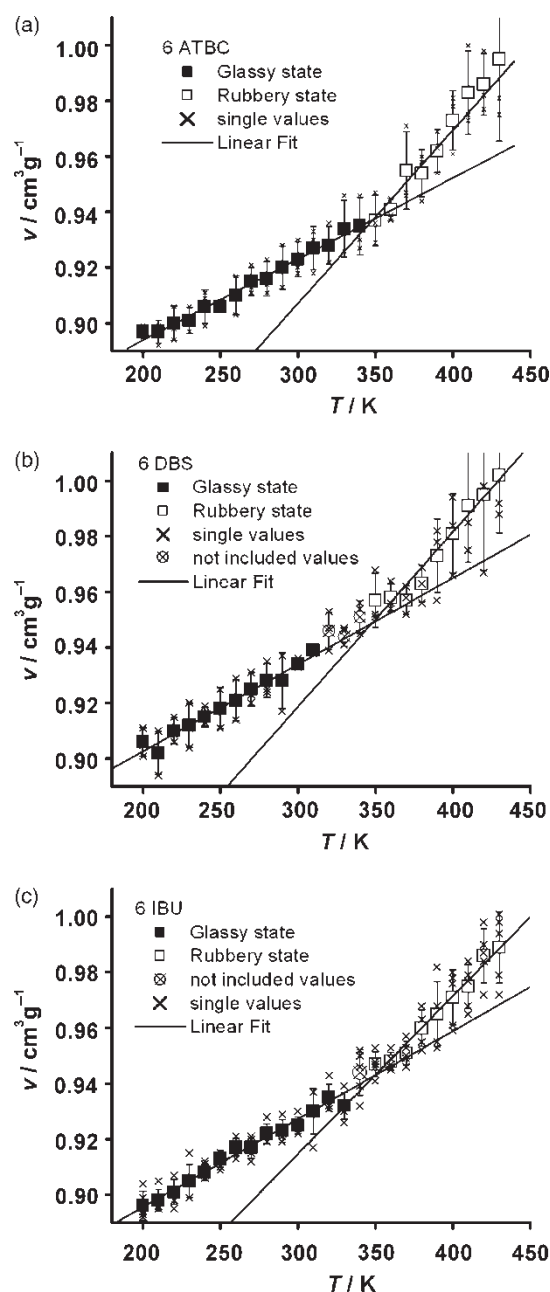 (a)
6 ATBC
Glassy state
Rubbery state
single values
Linear Fit
1.00
0.98
0.96
0.94
0.92
0.90
v / cm³g⁻¹
200 250 300 350 400 450
T / K
(b)
6 DBS
Glassy state
Rubbery state
single values
not included values
Linear Fit
1.00
0.98
0.96
0.94
0.92
0.90
v / cm³g⁻¹
200 250 300 350 400 450
T / K
(c)
6 IBU
Glassy state
Rubbery state
not included values
single values
Linear Fit
1.00
0.98
0.96
0.94
0.92
0.90
v / cm³g⁻¹
200 250 300 350 400 450
T / K